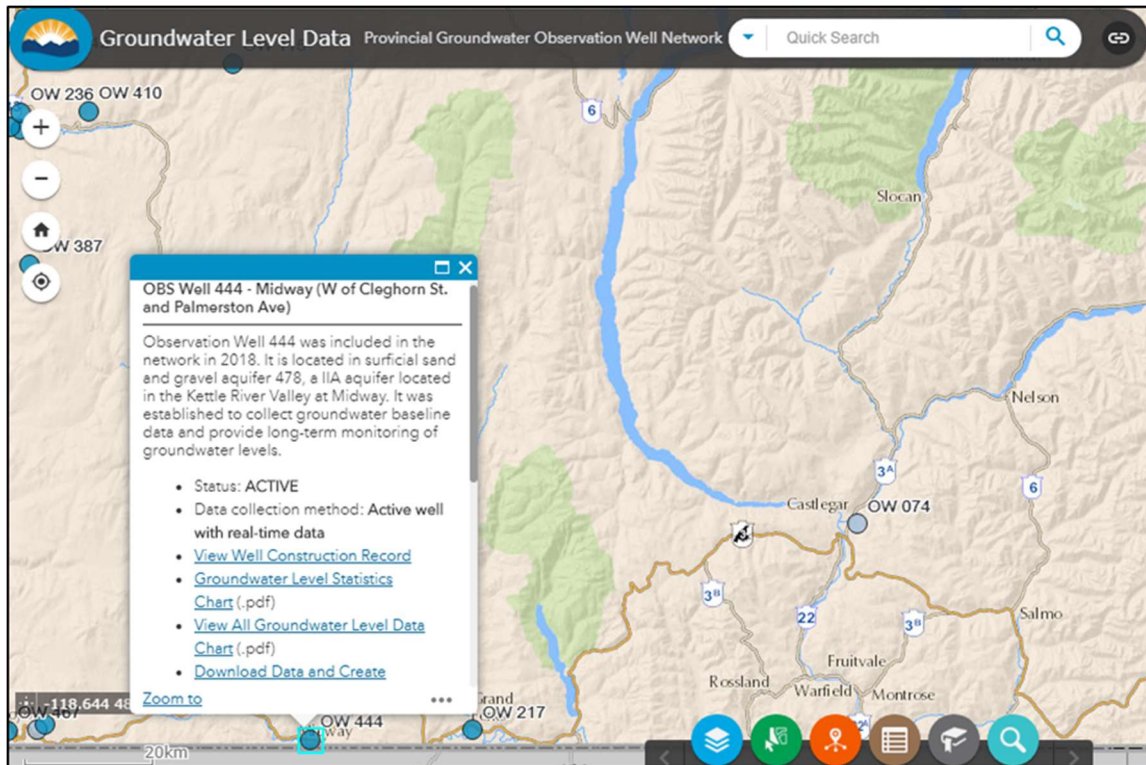 Groundwater Level Data Provincial Groundwater Observation Well Network Quick Search
OW 236 OW 410
6
Slocan
OW 387
OBS Well 444 - Midway (W of Cleghorn St.
and Palmerston Ave)
Observation Well 444 was included in the
network in 2018. It is located in surficial sand
and gravel aquifer 478, a IIA aquifer located
in the Kettle River Valley at Midway. It was
established to collect groundwater baseline
data and provide long-term monitoring of
groundwater levels.
Status: ACTIVE
Data collection method: Active well
with real-time data
View Well Construction Record
Groundwater Level Statistics
Chart (.pdf)
View All Groundwater Level Data
Chart (.pdf)
Download Data and Create
Zoom to
Nelson
3A
6
Castlegar
OW 074
3B
22
3B
Salmo
Fruitvale
Rossland
Warfield
Montrose
-118.644 48
Grand
OW 467
OW 444
OW 217
20km